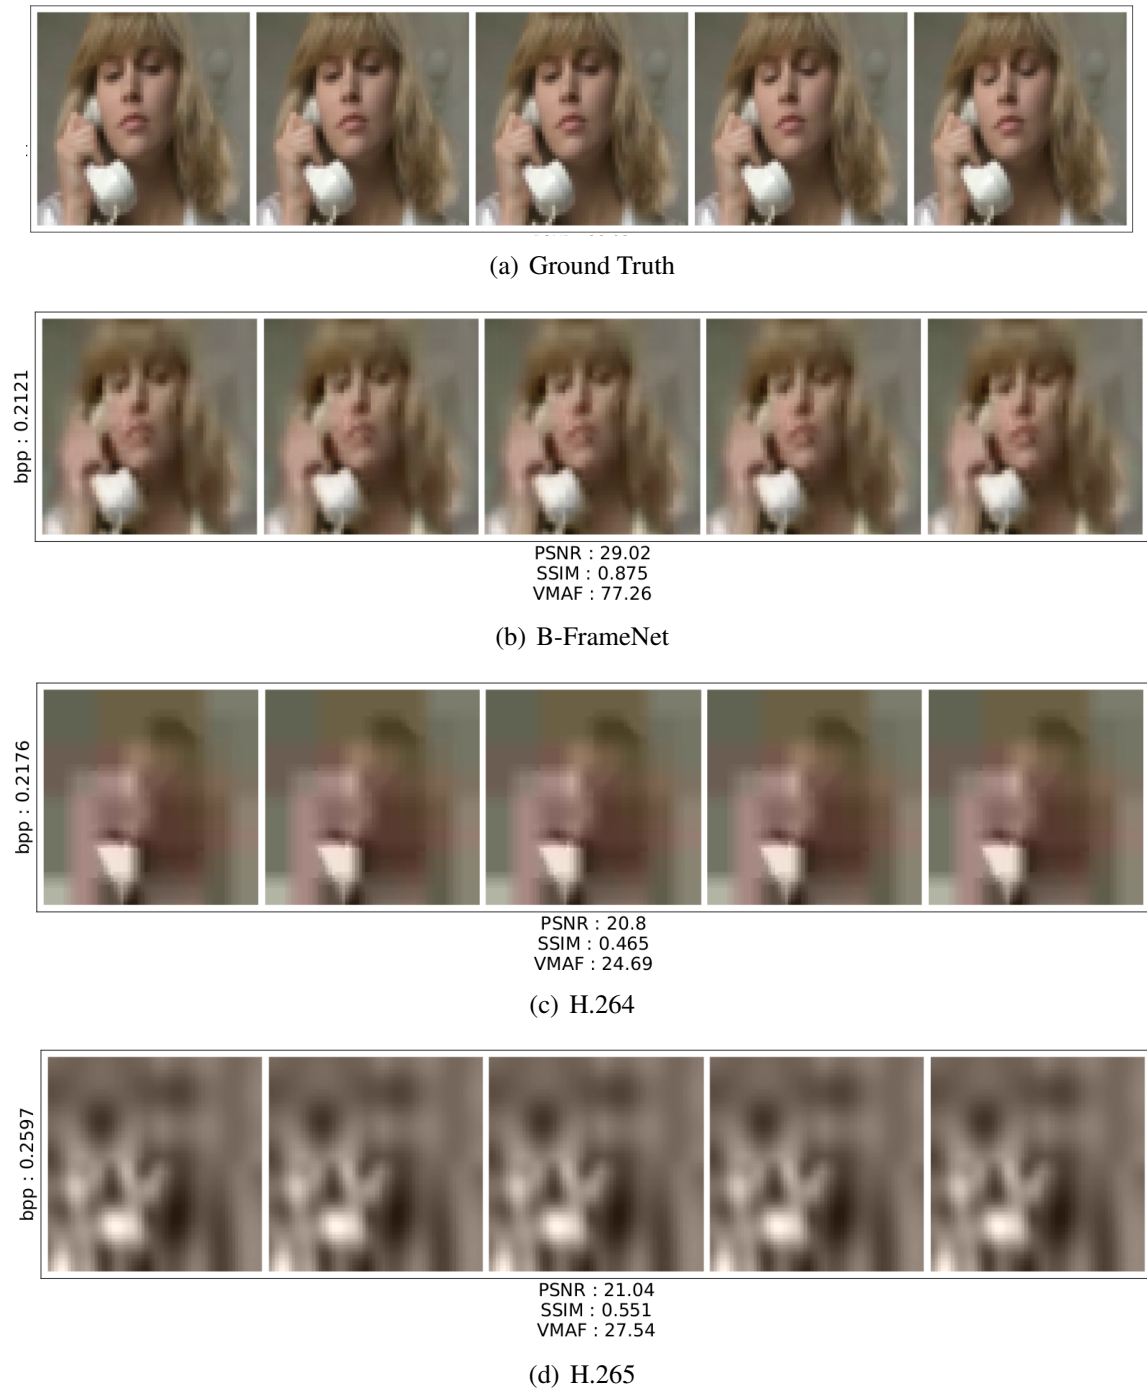 (a) Ground Truth
bpp : 0.2121
PSNR : 29.02
SSIM : 0.875
VMAF : 77.26
(b) B-FrameNet
bpp : 0.2176
PSNR : 20.8
SSIM : 0.465
VMAF : 24.69
(c) H.264
bpp : 0.2597
PSNR : 21.04
SSIM : 0.551
VMAF : 27.54
(d) H.265